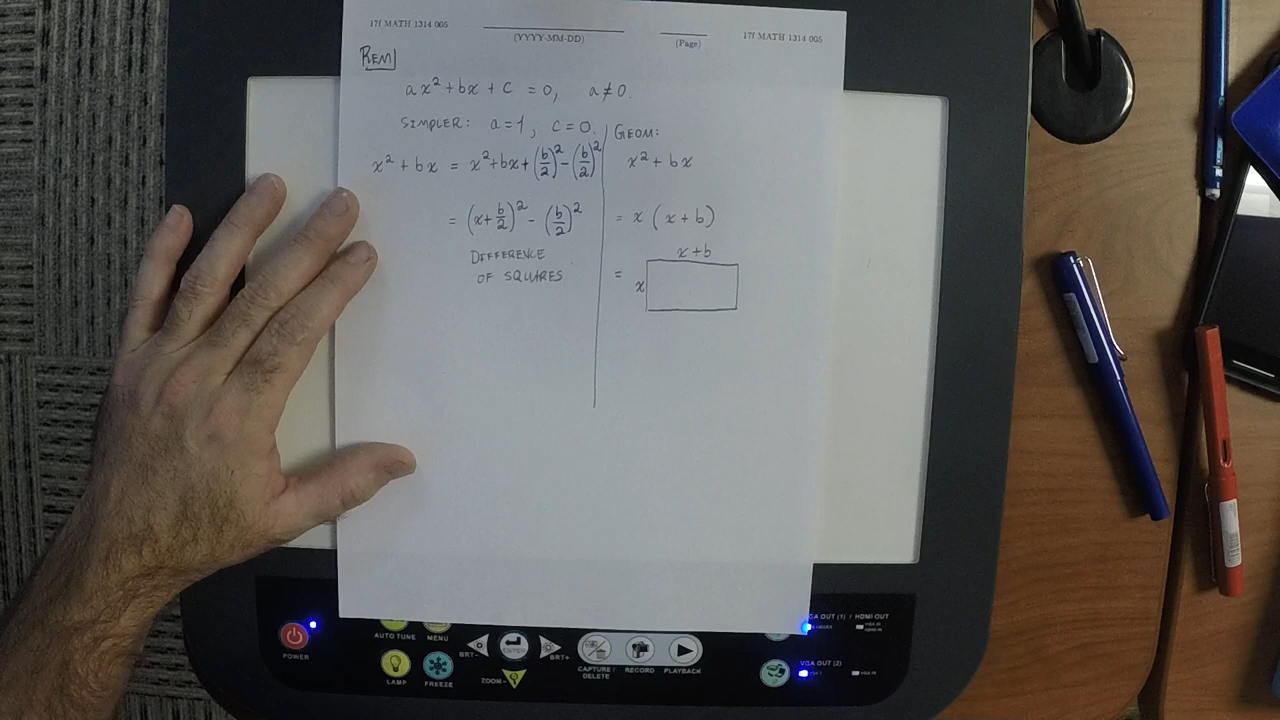 17f MATH 1314 005
(YYYY-MM-DD)
(Page)
17f MATH 1314 005
REM
ax² + bx + c = 0, a ≠ 0.
SIMPLER: a = 1, c = 0.
x² + bx = x² + bx + (b/2)² - (b/2)²
= (x + b/2)² - (b/2)²
DIFFERENCE
OF SQUARES
GEOM:
x² + bx
= x (x + b)
x + b
= x
POWER
AUTO TUNE
MENU
LAMP
FREEZE
BRT-
ENTER
BRT+
ZOOM-
CAPTURE /
DELETE
RECORD
PLAYBACK
VGA OUT (1) / HDMI OUT
VGA OUT (2)